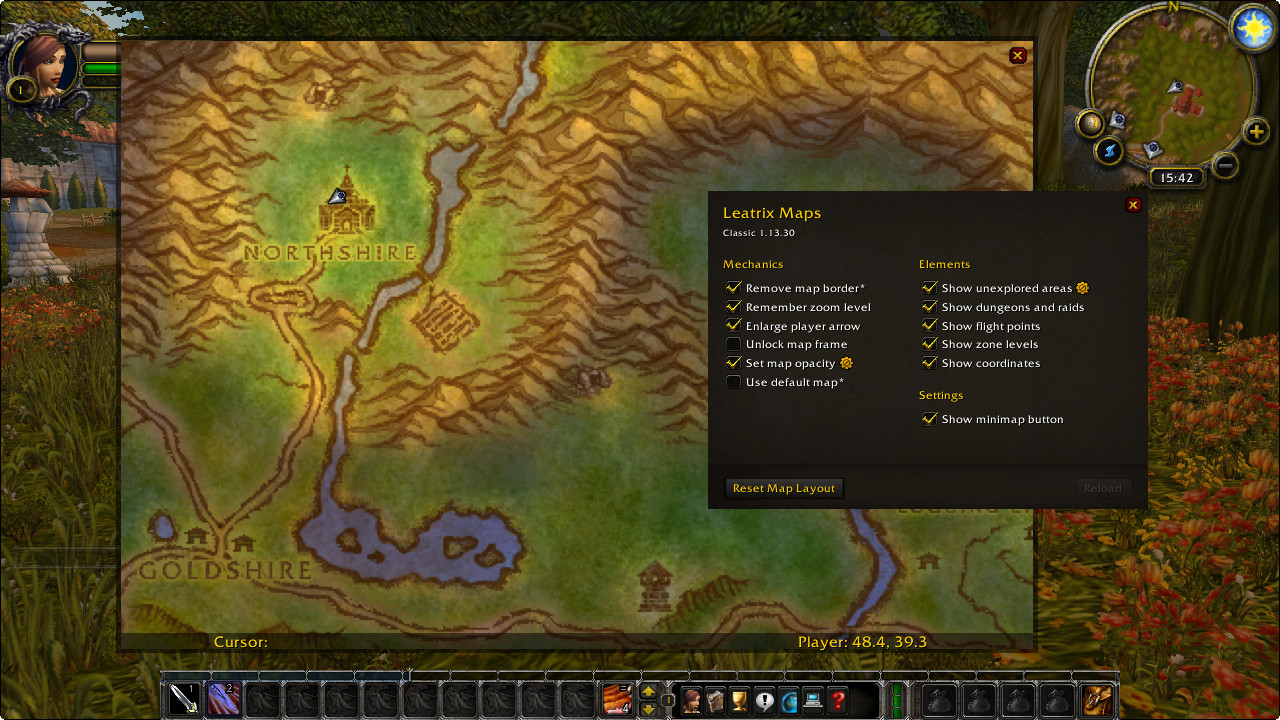 N
1
15:42
NORTHSHIRE
Leatrix Maps
Classic 1.13.30
Mechanics
Remove map border*
Remember zoom level
Enlarge player arrow
Unlock map frame
Set map opacity
Use default map*
Elements
Show unexplored areas
Show dungeons and raids
Show flight points
Show zone levels
Show coordinates
Settings
Show minimap button
Reset Map Layout
Reload
GOLDSHIRE
Cursor:
Player: 48.4, 39.3
1
2
4
1